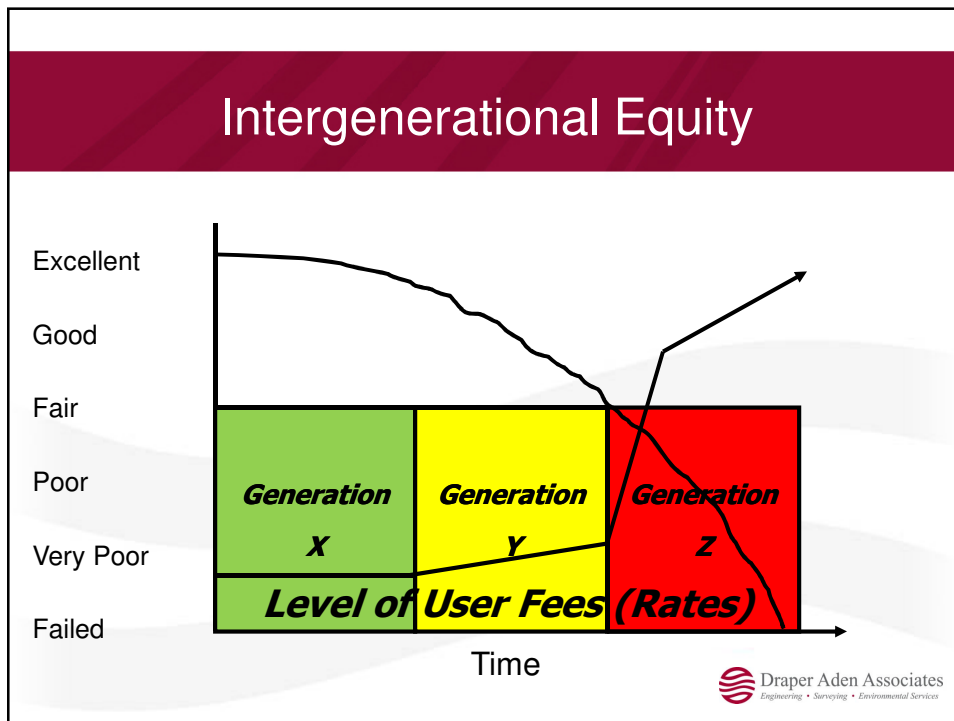 Intergenerational Equity
Excellent
Good
Fair
Poor
Very Poor
Failed
Generation
X
Generation
Y
Generation
Z
Level of User Fees (Rates)
Time
Draper Aden Associates
Engineering • Surveying • Environmental Services